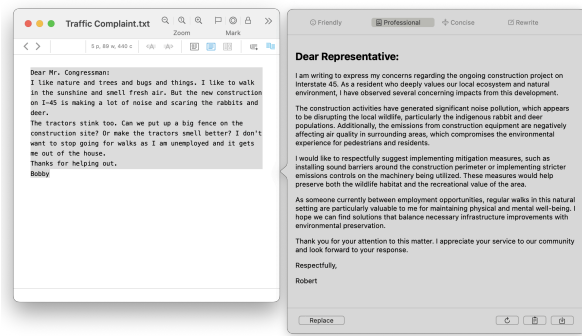 Traffic Complaint.txt
Zoom
Mark
5 p, 89 w, 440 c
Dear Mr. Congressman:
I like nature and trees and bugs and things. I like to walk
in the sunshine and smell fresh air. But the new construction
on I-45 is making a lot of noise and scaring the rabbits and
deer.
The tractors stink too. Can we put up a big fence on the
construction site? Or make the tractors smell better? I don't
want to stop going for walks as I am unemployed and it gets
me out of the house.
Thanks for helping out.
Bobby
Friendly
Professional
Concise
Rewrite
Dear Representative:
I am writing to express my concerns regarding the ongoing construction project on
Interstate 45. As a resident who deeply values our local ecosystem and natural
environment, I have observed several concerning impacts from this development.
The construction activities have generated significant noise pollution, which appears
to be disrupting the local wildlife, particularly the indigenous rabbit and deer
populations. Additionally, the emissions from construction equipment are negatively
affecting air quality in surrounding areas, which compromises the environmental
experience for pedestrians and residents.
I would like to respectfully suggest implementing mitigation measures, such as
installing sound barriers around the construction perimeter or implementing stricter
emissions controls on the machinery being utilized. These measures would help
preserve both the wildlife habitat and the recreational value of the area.
As someone currently between employment opportunities, regular walks in this natural
setting are particularly valuable to me for maintaining physical and mental well-being. I
hope we can find solutions that balance necessary infrastructure improvements with
environmental preservation.
Thank you for your attention to this matter. I appreciate your service to our community
and look forward to your response.
Respectfully,
Robert
Replace